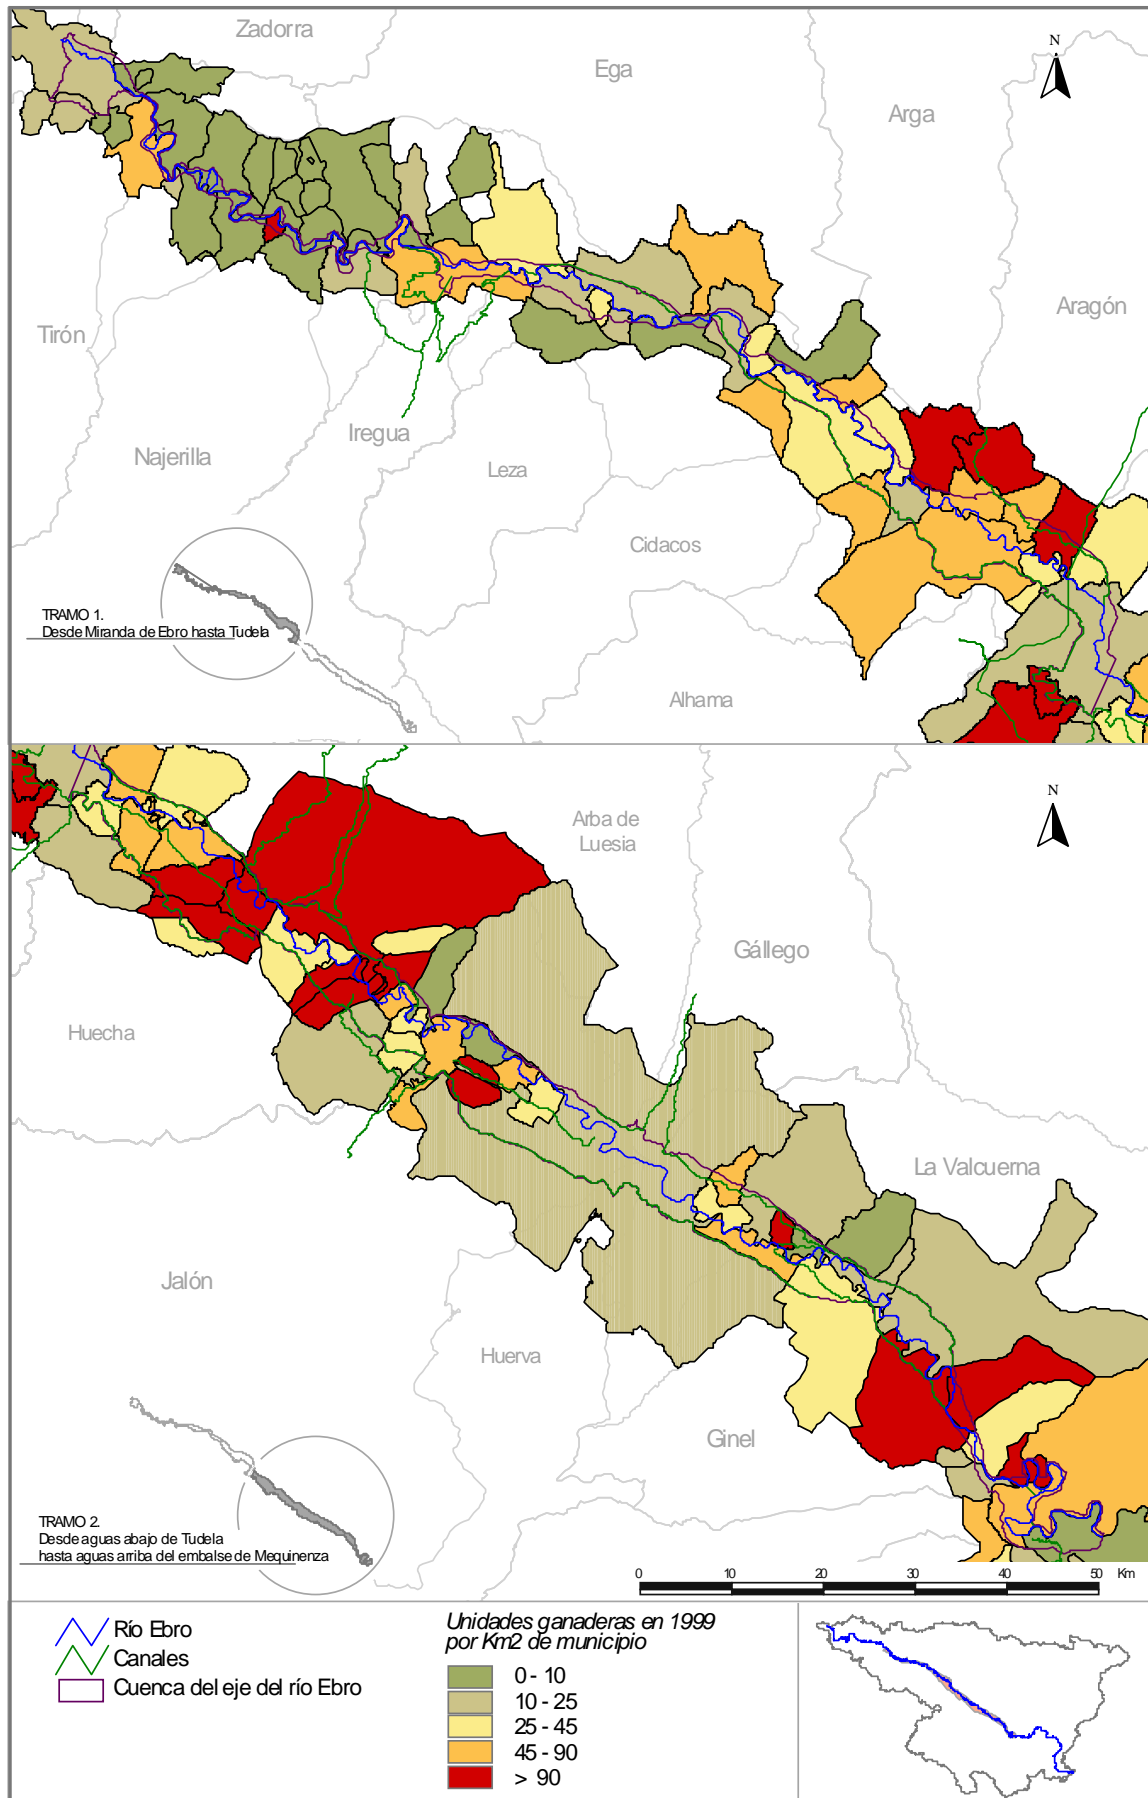 Zadorra
Ega
N
Arga
Aragón
Tirón
Iregua
Najerilla
Leza
Cidacos
TRAMO 1.
Desde Miranda de Ebro hasta Tudela
Alhama
Arba de
Luesia
N
Gállego
Huecha
La Valcuerna
Jalón
Huerva
Ginel
TRAMO 2.
Desde aguas abajo de Tudela
hasta aguas arriba del embalse de Mequinenza
0 10 20 30 40 50 Km
Río Ebro
Canales
Cuenca del eje del río Ebro
Unidades ganaderas en 1999
por Km2 de municipio
0 - 10
10 - 25
25 - 45
45 - 90
> 90